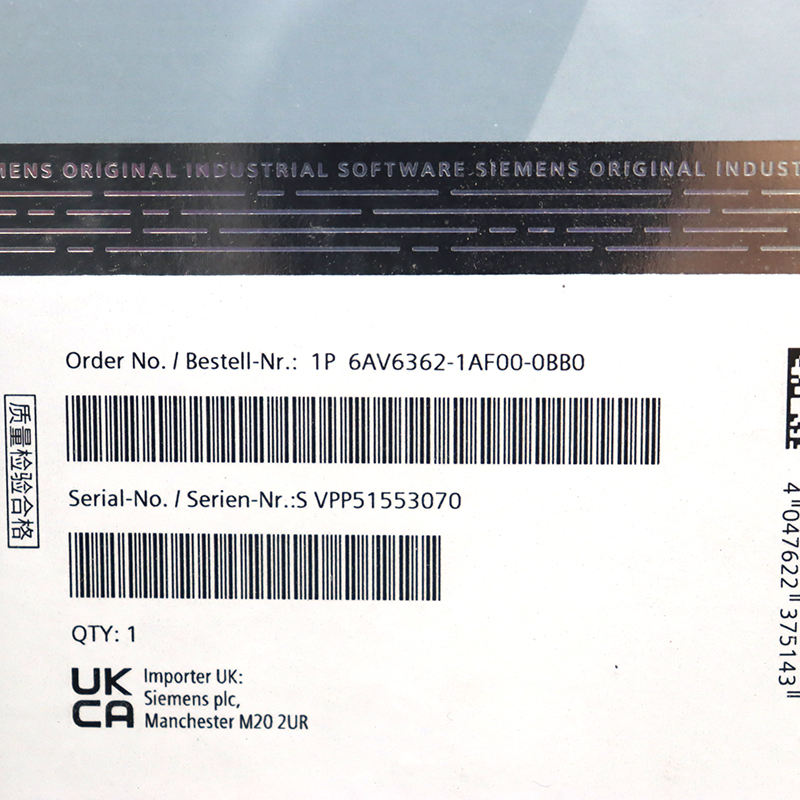 MENS ORIGINAL INDUSTRIAL SOFTWARE SIEMENS ORIGINAL INDUST
Order No. / Bestell-Nr.: 1P 6AV6362-1AF00-0BB0
质量检验合格
Serial-No. / Serien-Nr.:S VPP51553070
4 047622 375143
QTY: 1
UK
CA
Importer UK:
Siemens plc,
Manchester M20 2UR